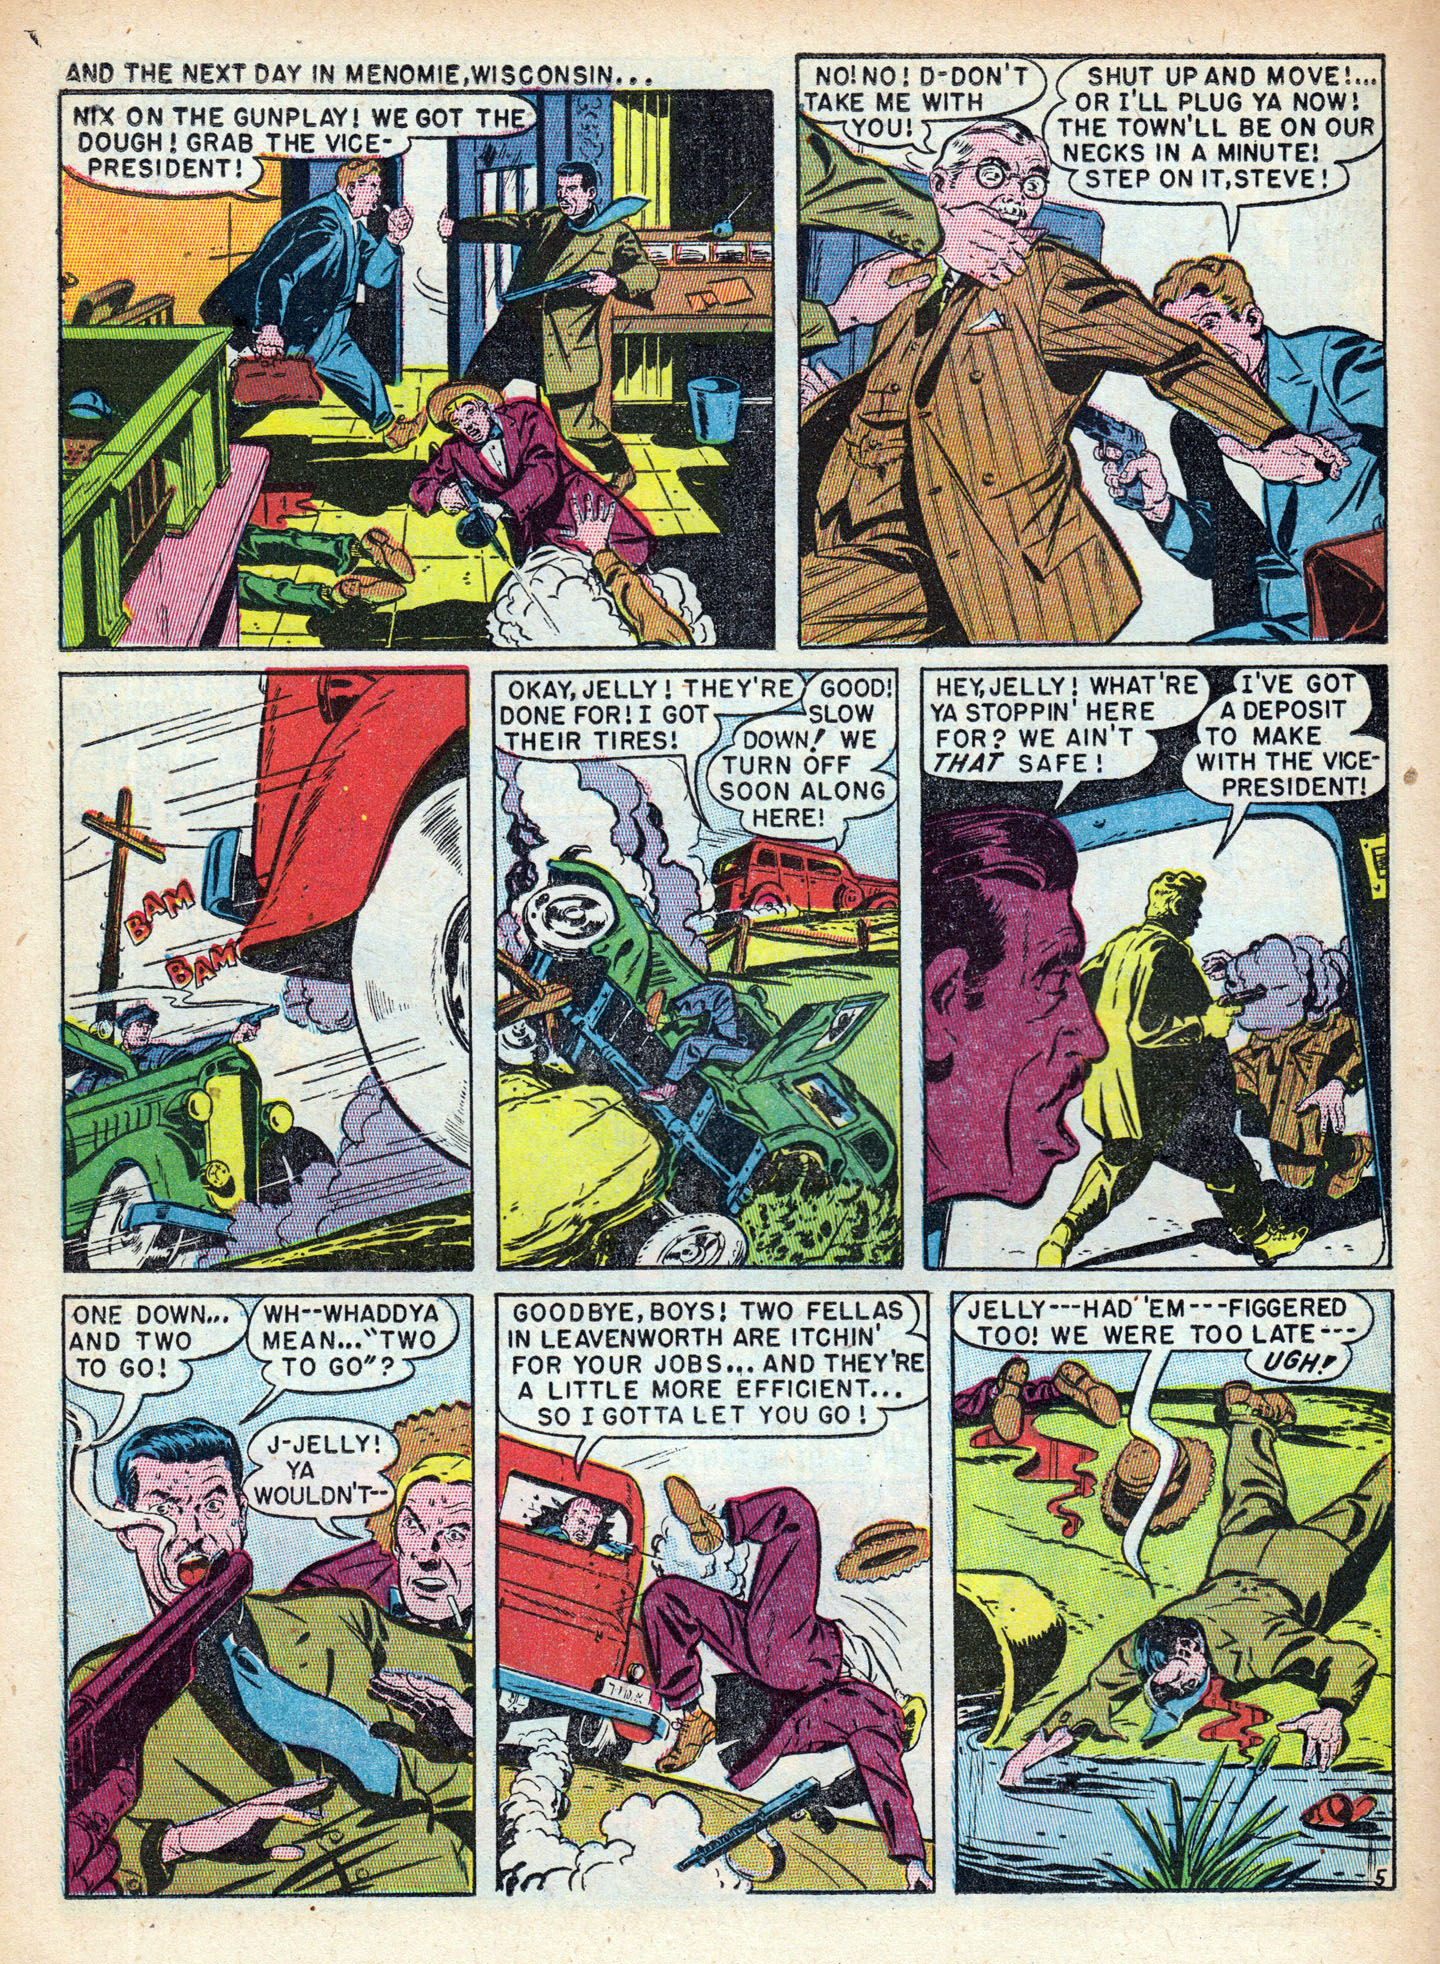 AND THE NEXT DAY IN MENOMIE, WISCONSIN...
NIX ON THE GUNPLAY! WE GOT THE
DOUGH! GRAB THE VICE-
PRESIDENT!
NO! NO! D-DON'T
TAKE ME WITH
YOU!
SHUT UP AND MOVE!...
OR I'LL PLUG YA NOW!
THE TOWN'LL BE ON OUR
NECKS IN A MINUTE!
STEP ON IT, STEVE!
BAM
BAM
OKAY, JELLY! THEY'RE
DONE FOR! I GOT
THEIR TIRES!
GOOD!
SLOW
DOWN! WE
TURN OFF
SOON ALONG
HERE!
HEY, JELLY! WHAT'RE
YA STOPPIN' HERE
FOR? WE AIN'T
THAT SAFE!
I'VE GOT
A DEPOSIT
TO MAKE
WITH THE VICE-
PRESIDENT!
ONE DOWN...
AND TWO
TO GO!
WH--WHADDYA
MEAN... "TWO
TO GO"?
J-JELLY!
YA
WOULDN'T--
GOODBYE, BOYS! TWO FELLAS
IN LEAVENWORTH ARE ITCHIN'
FOR YOUR JOBS... AND THEY'RE
A LITTLE MORE EFFICIENT...
SO I GOTTA LET YOU GO!
JELLY---HAD 'EM---FIGGERED
TOO! WE WERE TOO LATE---
UGH!
5